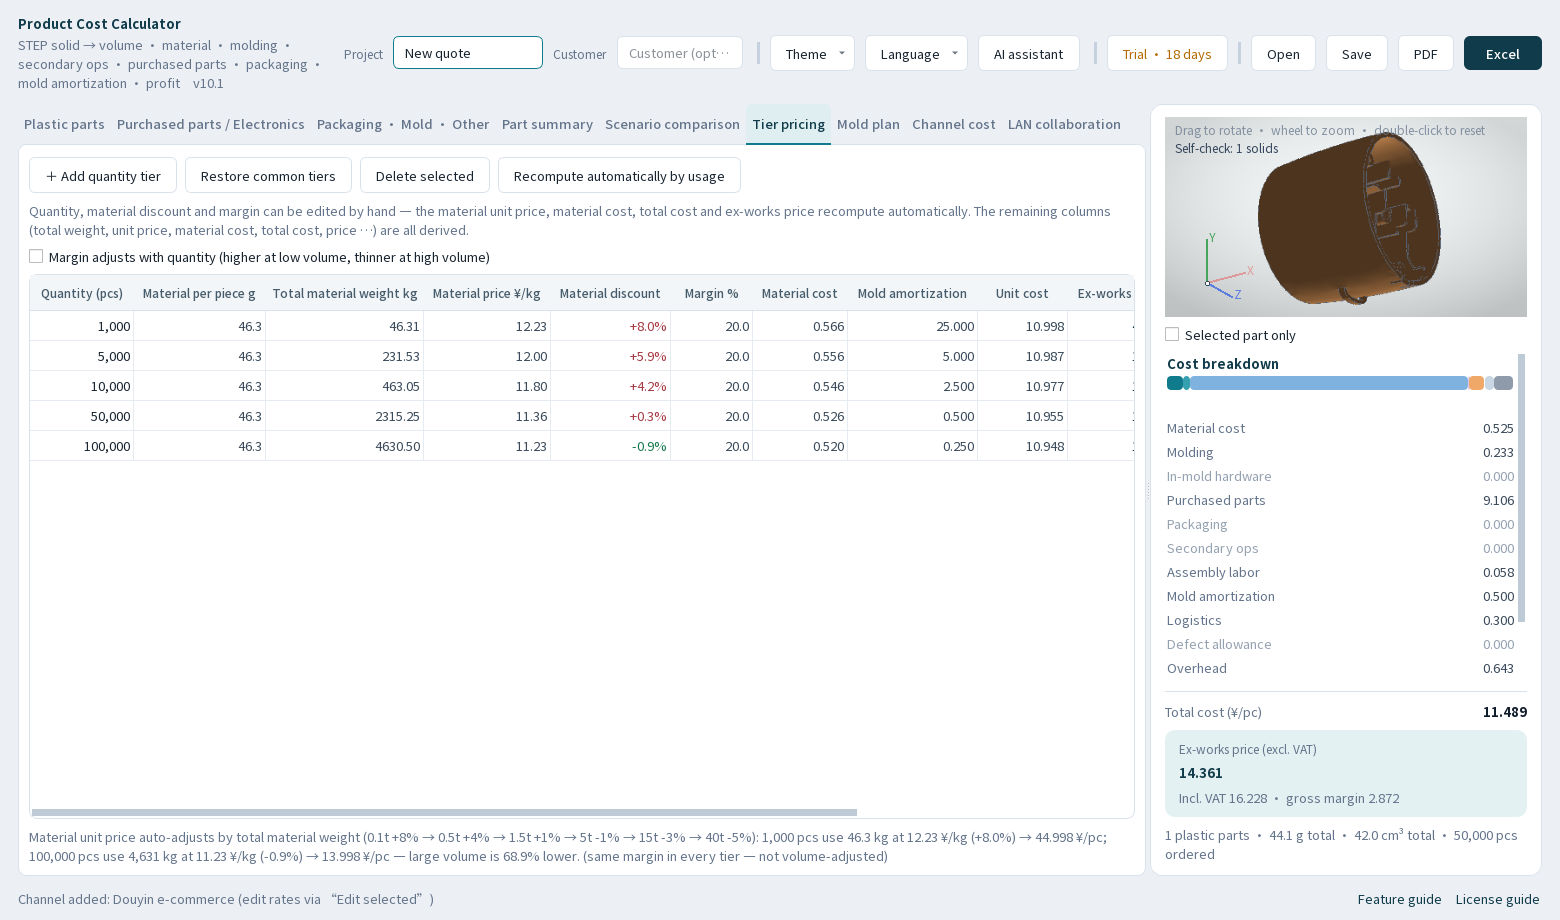 Product Cost Calculator
STEP solid → volume • material • molding •
secondary ops • purchased parts • packaging •
mold amortization • profit v10.1
Project New quote Customer Customer (opt··· Theme Language AI assistant Trial • 18 days Open Save PDF Excel
Plastic parts Purchased parts / Electronics Packaging • Mold • Other Part summary Scenario comparison Tier pricing Mold plan Channel cost LAN collaboration
+ Add quantity tier Restore common tiers Delete selected Recompute automatically by usage
Quantity, material discount and margin can be edited by hand — the material unit price, material cost, total cost and ex-works price recompute automatically. The remaining columns
(total weight, unit price, material cost, total cost, price ···) are all derived.
Margin adjusts with quantity (higher at low volume, thinner at high volume)
Quantity (pcs) Material per piece g Total material weight kg Material price ¥/kg Material discount Margin % Material cost Mold amortization Unit cost Ex-works
1,000 46.3 46.31 12.23 +8.0% 20.0 0.566 25.000 10.998
5,000 46.3 231.53 12.00 +5.9% 20.0 0.556 5.000 10.987
10,000 46.3 463.05 11.80 +4.2% 20.0 0.546 2.500 10.977
50,000 46.3 2315.25 11.36 +0.3% 20.0 0.526 0.500 10.955
100,000 46.3 4630.50 11.23 -0.9% 20.0 0.520 0.250 10.948
Material unit price auto-adjusts by total material weight (0.1t +8% → 0.5t +4% → 1.5t +1% → 5t -1% → 15t -3% → 40t -5%): 1,000 pcs use 46.3 kg at 12.23 ¥/kg (+8.0%) → 44.998 ¥/pc;
100,000 pcs use 4,631 kg at 11.23 ¥/kg (-0.9%) → 13.998 ¥/pc — large volume is 68.9% lower. (same margin in every tier — not volume-adjusted)
Drag to rotate • wheel to zoom • double-click to reset
Self-check: 1 solids
Y
X
Z
Selected part only
Cost breakdown
Material cost 0.525
Molding 0.233
In-mold hardware 0.000
Purchased parts 9.106
Packaging 0.000
Secondary ops 0.000
Assembly labor 0.058
Mold amortization 0.500
Logistics 0.300
Defect allowance 0.000
Overhead 0.643
Total cost (¥/pc) 11.489
Ex-works price (excl. VAT)
14.361
Incl. VAT 16.228 • gross margin 2.872
1 plastic parts • 44.1 g total • 42.0 cm³ total • 50,000 pcs
ordered
Channel added: Douyin e-commerce (edit rates via “Edit selected”)
Feature guide License guide